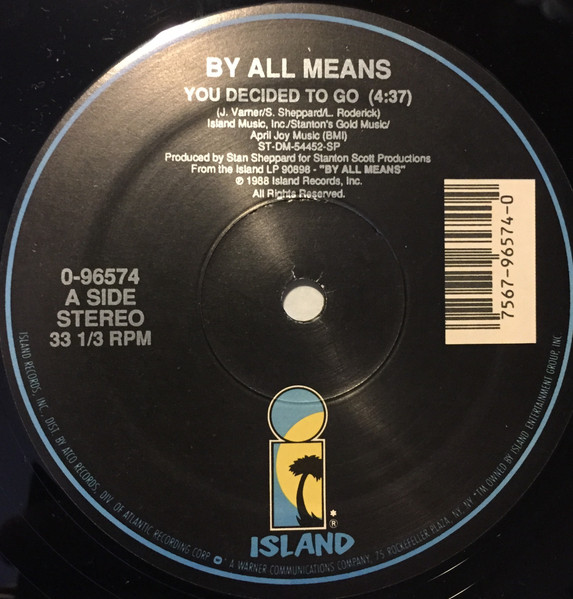 BY ALL MEANS
YOU DECIDED TO GO (4:37)
(J. Varner/S. Sheppard/L. Roderick)
Island Music, Inc./Stanton's Gold Music/
April Joy Music (BMI)
ST-DM-54452-SP
Produced by Stan Sheppard for Stanton Scott Productions
From the Island LP 90898 - "BY ALL MEANS"
℗ 1988 Island Records, Inc.
All Rights Reserved.
0-96574
A SIDE
STEREO
33 1/3 RPM
7567-96574-0
i
*
®
ISLAND
ISLAND RECORDS, INC. DIST. BY ATCO RECORDS, DIV. OF ATLANTIC RECORDING CORP. A WARNER COMMUNICATIONS COMPANY, 75 ROCKEFELLER PLAZA, NY, NY *TM, OWNED BY ISLAND ENTERTAINMENT GROUP, INC